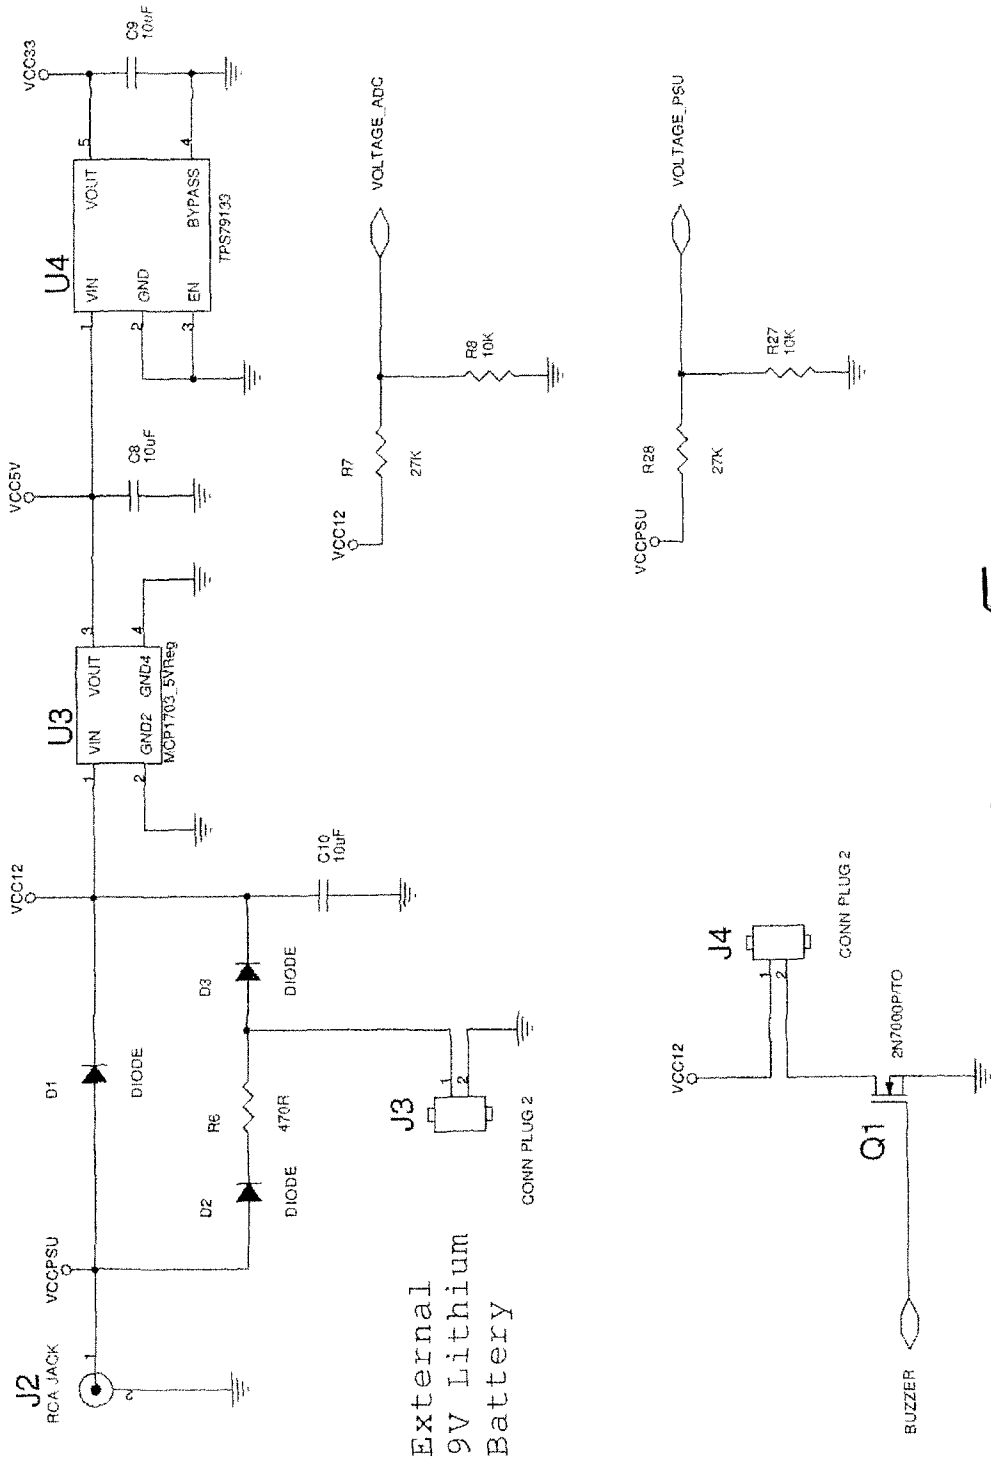 J2
RCA JACK
1
2
VCCPSU
D1
DIODE
D2
DIODE
R6
470R
D3
DIODE
External
9V Lithium
Battery
J3
1
2
CONN PLUG 2
VCC12
C10
10uF
U3
1
VIN
VOUT
3
2
GND2
GND4
4
MCP1703_5VReg
VCC5V
C8
10uF
U4
1
VIN
VOUT
5
2
GND
3
EN
BYPASS
4
TPS79133
VCC33
C9
10uF
VCC12
R7
27K
R8
10K
VOLTAGE_ADC
VCCPSU
R28
27K
R27
10K
VOLTAGE_PSU
BUZZER
Q1
2N7000P/TO
VCC12
J4
1
2
CONN PLUG 2